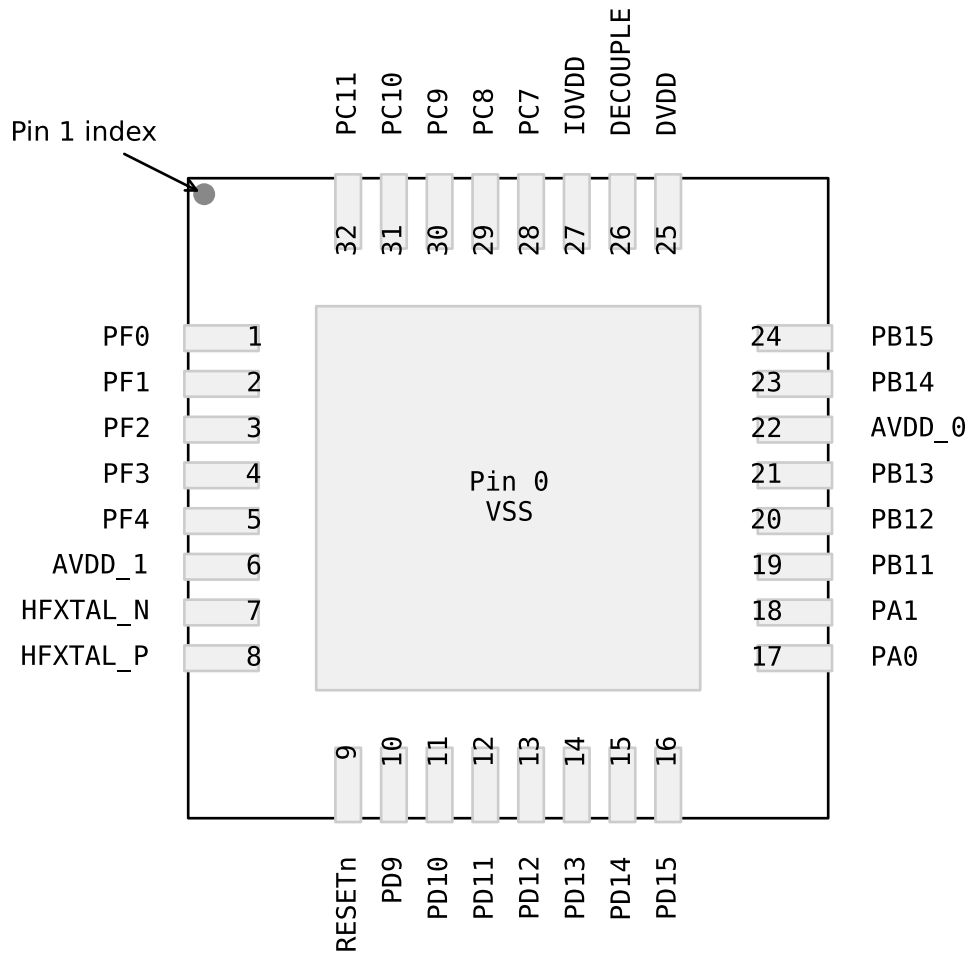 PC11
PC10
PC9
PC8
PC7
IOVDD
DECOUPLE
DVDD
Pin 1 index
32
31
30
29
28
27
26
25
PF0 1
PF1 2
PF2 3
PF3 4
PF4 5
AVDD_1 6
HFXTAL_N 7
HFXTAL_P 8
Pin 0
VSS
24 PB15
23 PB14
22 AVDD_0
21 PB13
20 PB12
19 PB11
18 PA1
17 PA0
9
10
11
12
13
14
15
16
RESETn
PD9
PD10
PD11
PD12
PD13
PD14
PD15